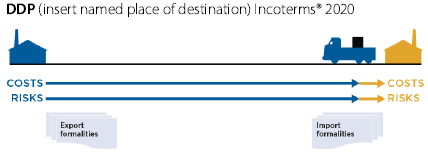 DDP (insert named place of destination) Incoterms® 2020
COSTS COSTS
RISKS RISKS
Export formalities
Import formalities